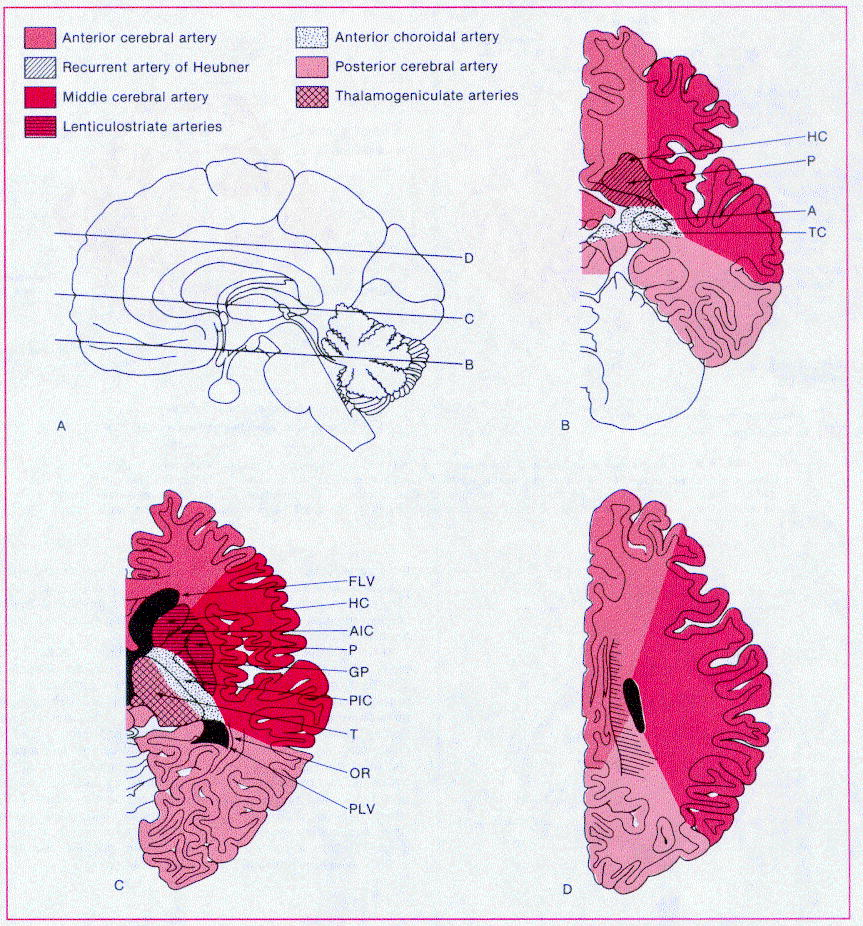 Anterior cerebral artery
Anterior choroidal artery
Recurrent artery of Heubner
Posterior cerebral artery
Middle cerebral artery
Thalamogeniculate arteries
Lenticulostriate arteries
HC
P
A
TC
D
C
B
A
B
FLV
HC
AIC
P
GP
PIC
T
OR
PLV
C
D